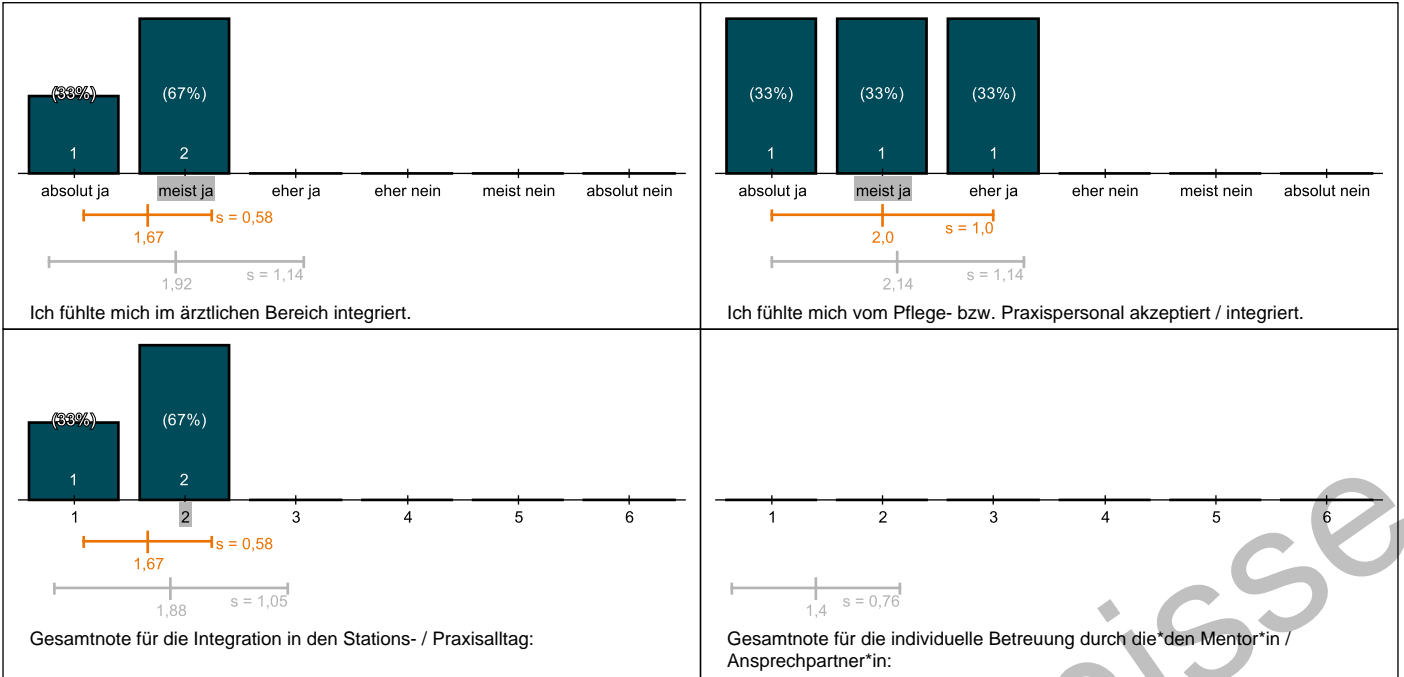 (33%)
(67%)
1
2
absolut ja
meist ja
eher ja
eher nein
meist nein
absolut nein
s = 0,58
1,67
s = 1,14
1,92
Ich fühlte mich im ärztlichen Bereich integriert.
(33%)
(33%)
(33%)
1
1
1
absolut ja
meist ja
eher ja
eher nein
meist nein
absolut nein
s = 1,0
2,0
s = 1,14
2,14
Ich fühlte mich vom Pflege- bzw. Praxispersonal akzeptiert / integriert.
(33%)
(67%)
1
2
1
2
3
4
5
6
s = 0,58
1,67
s = 1,05
1,88
Gesamtnote für die Integration in den Stations- / Praxisalltag:
1
2
3
4
5
6
s = 0,76
1,4
Gesamtnote für die individuelle Betreuung durch die*den Mentor*in /
Ansprechpartner*in:
isse